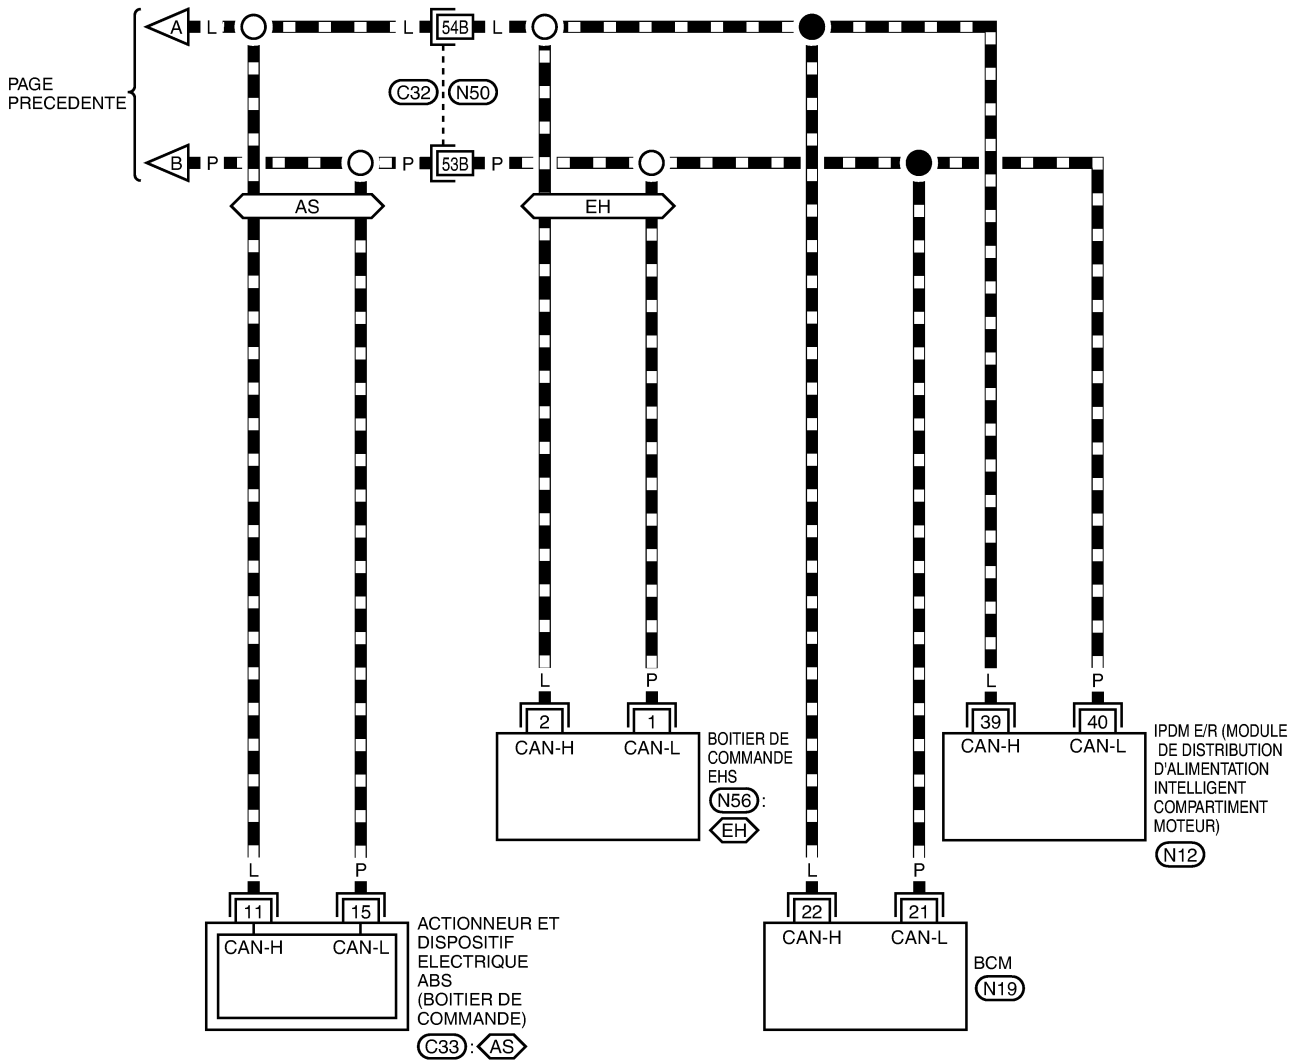 A L L 54B L
PAGE
PRECEDENTE
C32 N50
B P P 53B P
AS EH
L P L P
2 1 39 40
CAN-H CAN-L
BOITIER DE
COMMANDE
EHS
N56 :
EH
CAN-H CAN-L
IPDM E/R (MODULE
DE DISTRIBUTION
D'ALIMENTATION
INTELLIGENT
COMPARTIMENT
MOTEUR)
N12
L P L P
11 15 22 21
CAN-H CAN-L
ACTIONNEUR ET
DISPOSITIF
ELECTRIQUE
ABS
(BOITIER DE
COMMANDE)
C33 : AS
CAN-H CAN-L
BCM
N19